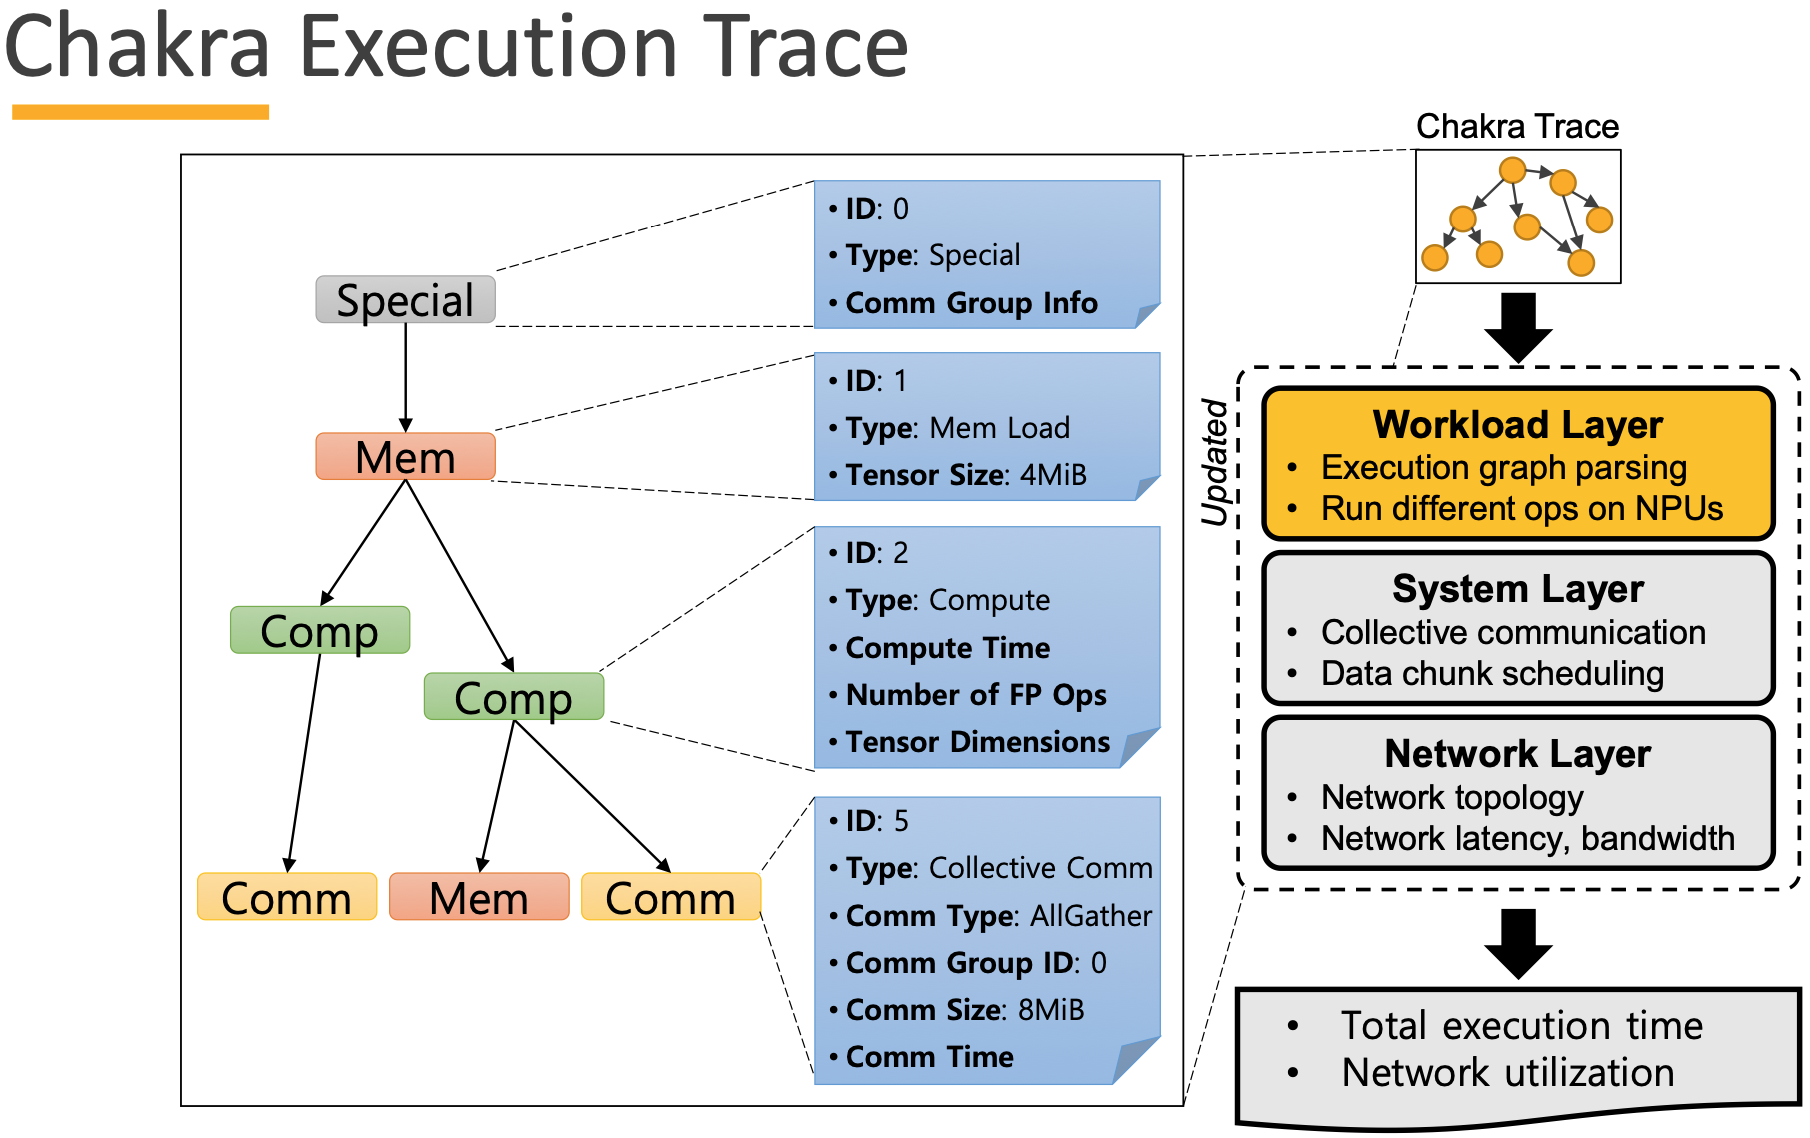 Chakra Execution Trace
Special
Mem
Comp
Comp
Comm
Mem
Comm
• ID: 0
• Type: Special
• Comm Group Info
• ID: 1
• Type: Mem Load
• Tensor Size: 4MiB
• ID: 2
• Type: Compute
• Compute Time
• Number of FP Ops
• Tensor Dimensions
• ID: 5
• Type: Collective Comm
• Comm Type: AllGather
• Comm Group ID: 0
• Comm Size: 8MiB
• Comm Time
Chakra Trace
Updated
Workload Layer
• Execution graph parsing
• Run different ops on NPUs
System Layer
• Collective communication
• Data chunk scheduling
Network Layer
• Network topology
• Network latency, bandwidth
• Total execution time
• Network utilization